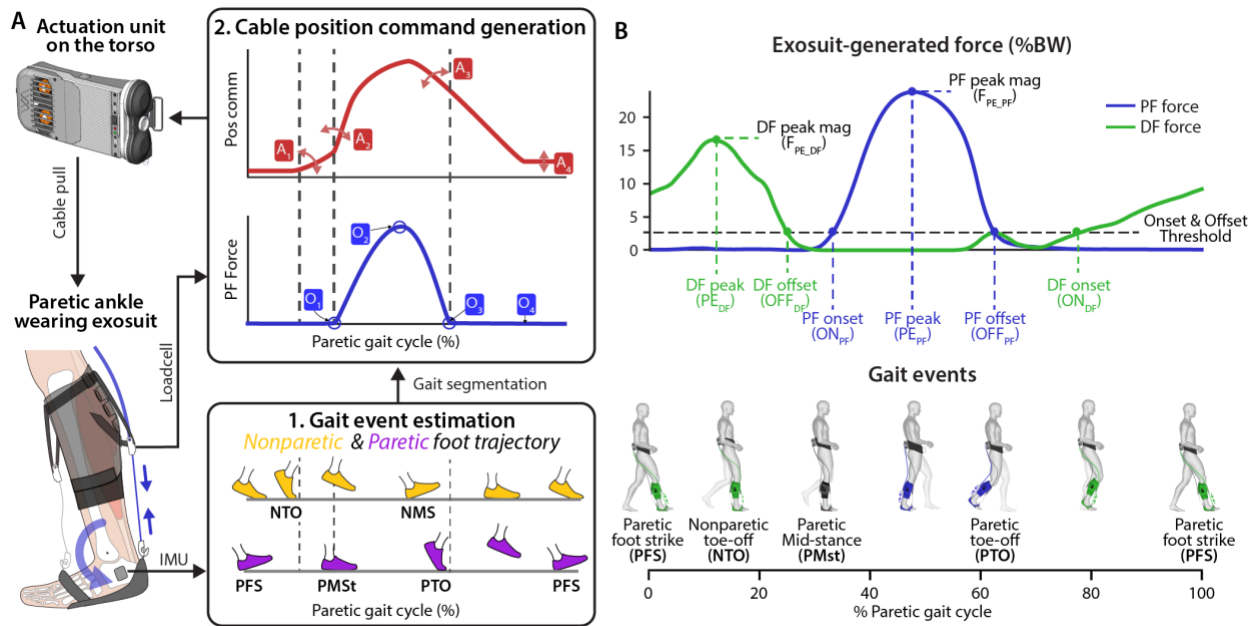 A
Actuation unit
on the torso
Cable pull
Paretic ankle
wearing exosuit
Loadcell
IMU
2. Cable position command generation
Pos comm
A1
A2
A3
A4
PF Force
O1
O2
O3
O4
Paretic gait cycle (%)
Gait segmentation
1. Gait event estimation
Nonparetic & Paretic foot trajectory
NTO
NMS
PFS
PMSt
PTO
PFS
Paretic gait cycle (%)
B
Exosuit-generated force (%BW)
PF peak mag
(FPE_PF)
DF peak mag
(FPE_DF)
PF force
DF force
20
15
10
5
0
Onset & Offset
Threshold
DF peak
(PEDF)
DF offset
(OFFDF)
DF onset
(ONDF)
PF onset
(ONPF)
PF peak
(PEPF)
PF offset
(OFFPF)
Gait events
Paretic
foot strike
(PFS)
Nonparetic
toe-off
(NTO)
Paretic
Mid-stance
(PMSt)
Paretic
toe-off
(PTO)
Paretic
foot strike
(PFS)
0
20
40
60
80
100
% Paretic gait cycle